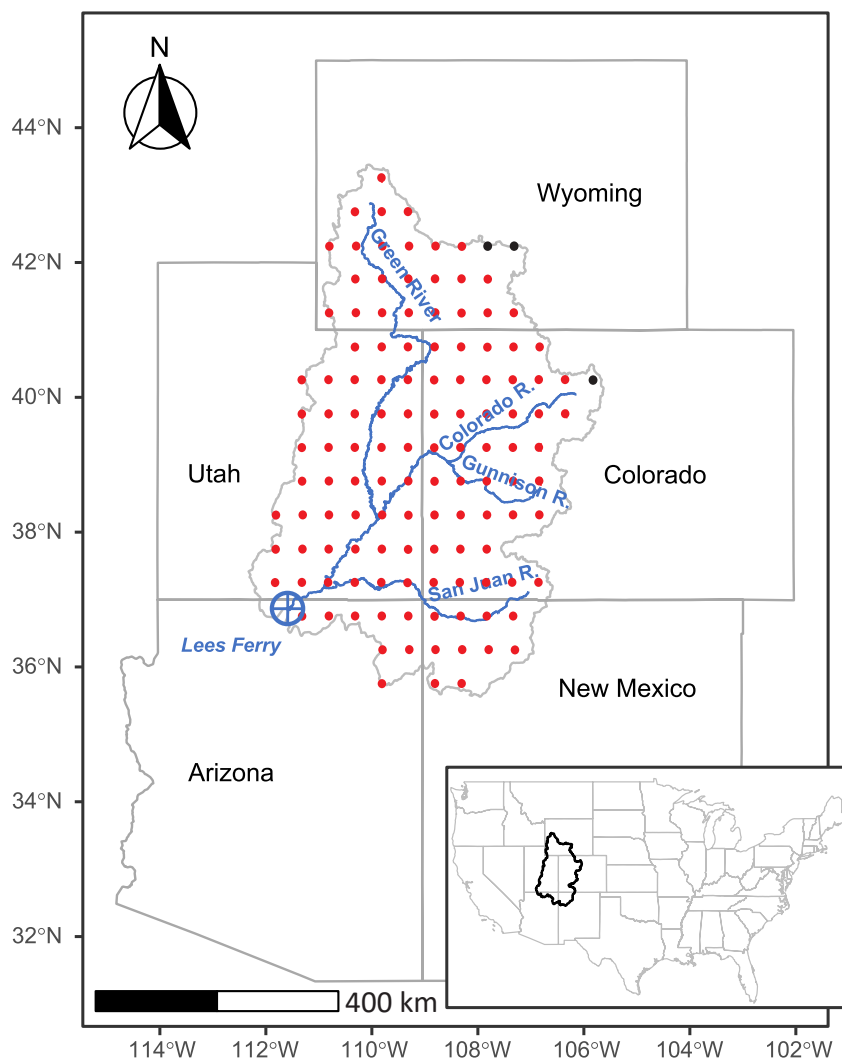 N
44°N
42°N
40°N
38°N
36°N
34°N
32°N
Wyoming
Green River
Colorado R.
Gunnison R.
Utah
Colorado
San Juan R.
Lees Ferry
New Mexico
Arizona
400 km
114°W
112°W
110°W
108°W
106°W
104°W
102°W